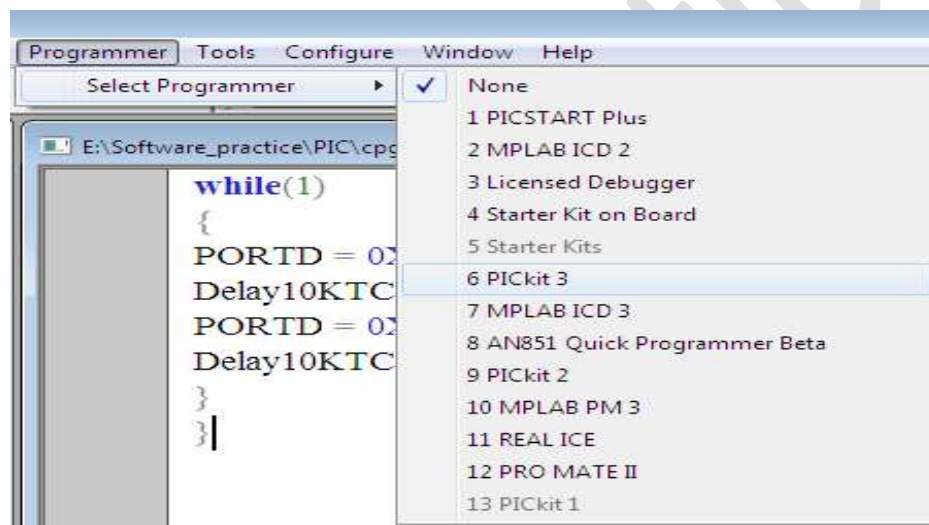 Programmer Tools Configure Window Help
Select Programmer
None
1 PICSTART Plus
2 MPLAB ICD 2
3 Licensed Debugger
4 Starter Kit on Board
5 Starter Kits
6 PICkit 3
7 MPLAB ICD 3
8 AN851 Quick Programmer Beta
9 PICkit 2
10 MPLAB PM 3
11 REAL ICE
12 PRO MATE II
13 PICkit 1
E:\Software_practice\PIC\cpg
while(1)
{
PORTD =
Delay10KTC
PORTD =
Delay10KTC
}
}